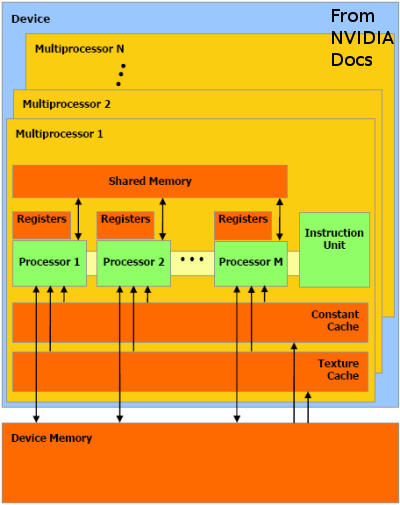 Device
From
NVIDIA
Docs
Multiprocessor N
Multiprocessor 2
Multiprocessor 1
Shared Memory
Registers Registers Registers
Instruction
Unit
Processor 1 Processor 2 • • • Processor M
Constant
Cache
Texture
Cache
Device Memory